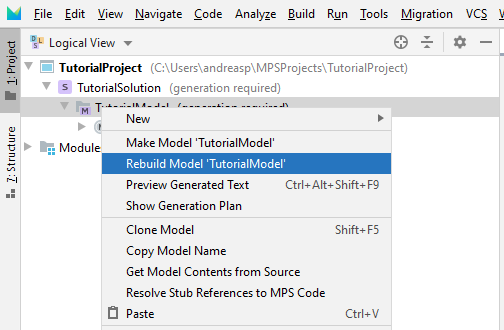 File Edit View Navigate Code Analyze Build Run Tools Migration VCS
1: Project
Logical View
TutorialProject (C:\Users\andreasp\MPSProjects\TutorialProject)
S TutorialSolution (generation required)
M TutorialModel (generation required)
Module
Z: Structure
New
Make Model 'TutorialModel'
Rebuild Model 'TutorialModel'
Preview Generated Text Ctrl+Alt+Shift+F9
Show Generation Plan
Clone Model Shift+F5
Copy Model Name
Get Model Contents from Source
Resolve Stub References to MPS Code
Paste Ctrl+V